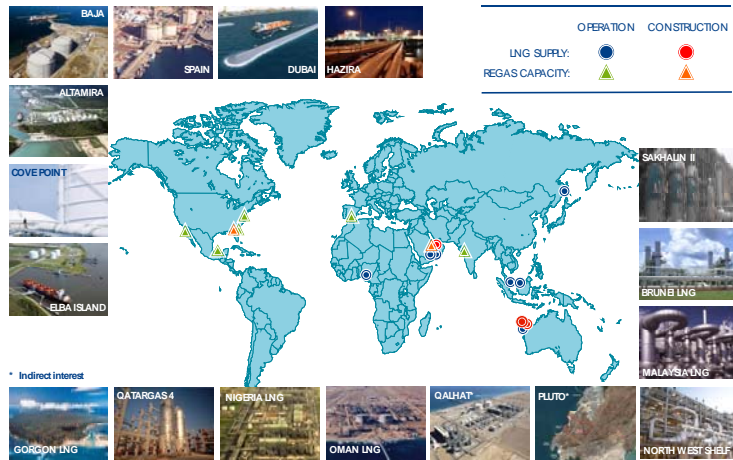 BAJA
SPAIN
DUBAI
HAZIRA
OPERATION CONSTRUCTION
LNG SUPPLY:
REGAS CAPACITY:
ALTAMIRA
COVE POINT
SAKHALIN II
ELBA ISLAND
BRUNEI LNG
MALAYSIA LNG
* Indirect interest
GORGON LNG
QATARGAS 4
NIGERIA LNG
OMAN LNG
QALHAT*
PLUTO*
NORTH WEST SHELF